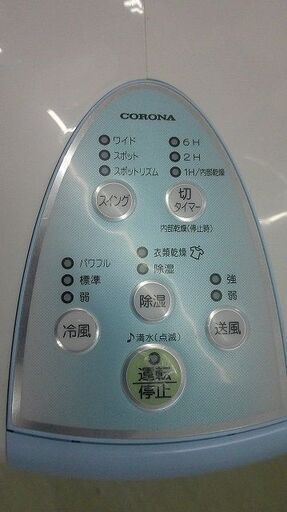 CORONA
ワイド
スポット
スポットリズム
6H
2H
1H/内部乾燥
スイング
切
タイマー
内部乾燥(停止時)
衣類乾燥
除湿
パワフル
標準
弱
強
弱
冷風
除湿
送風
♪満水(点滅)
運転
停止